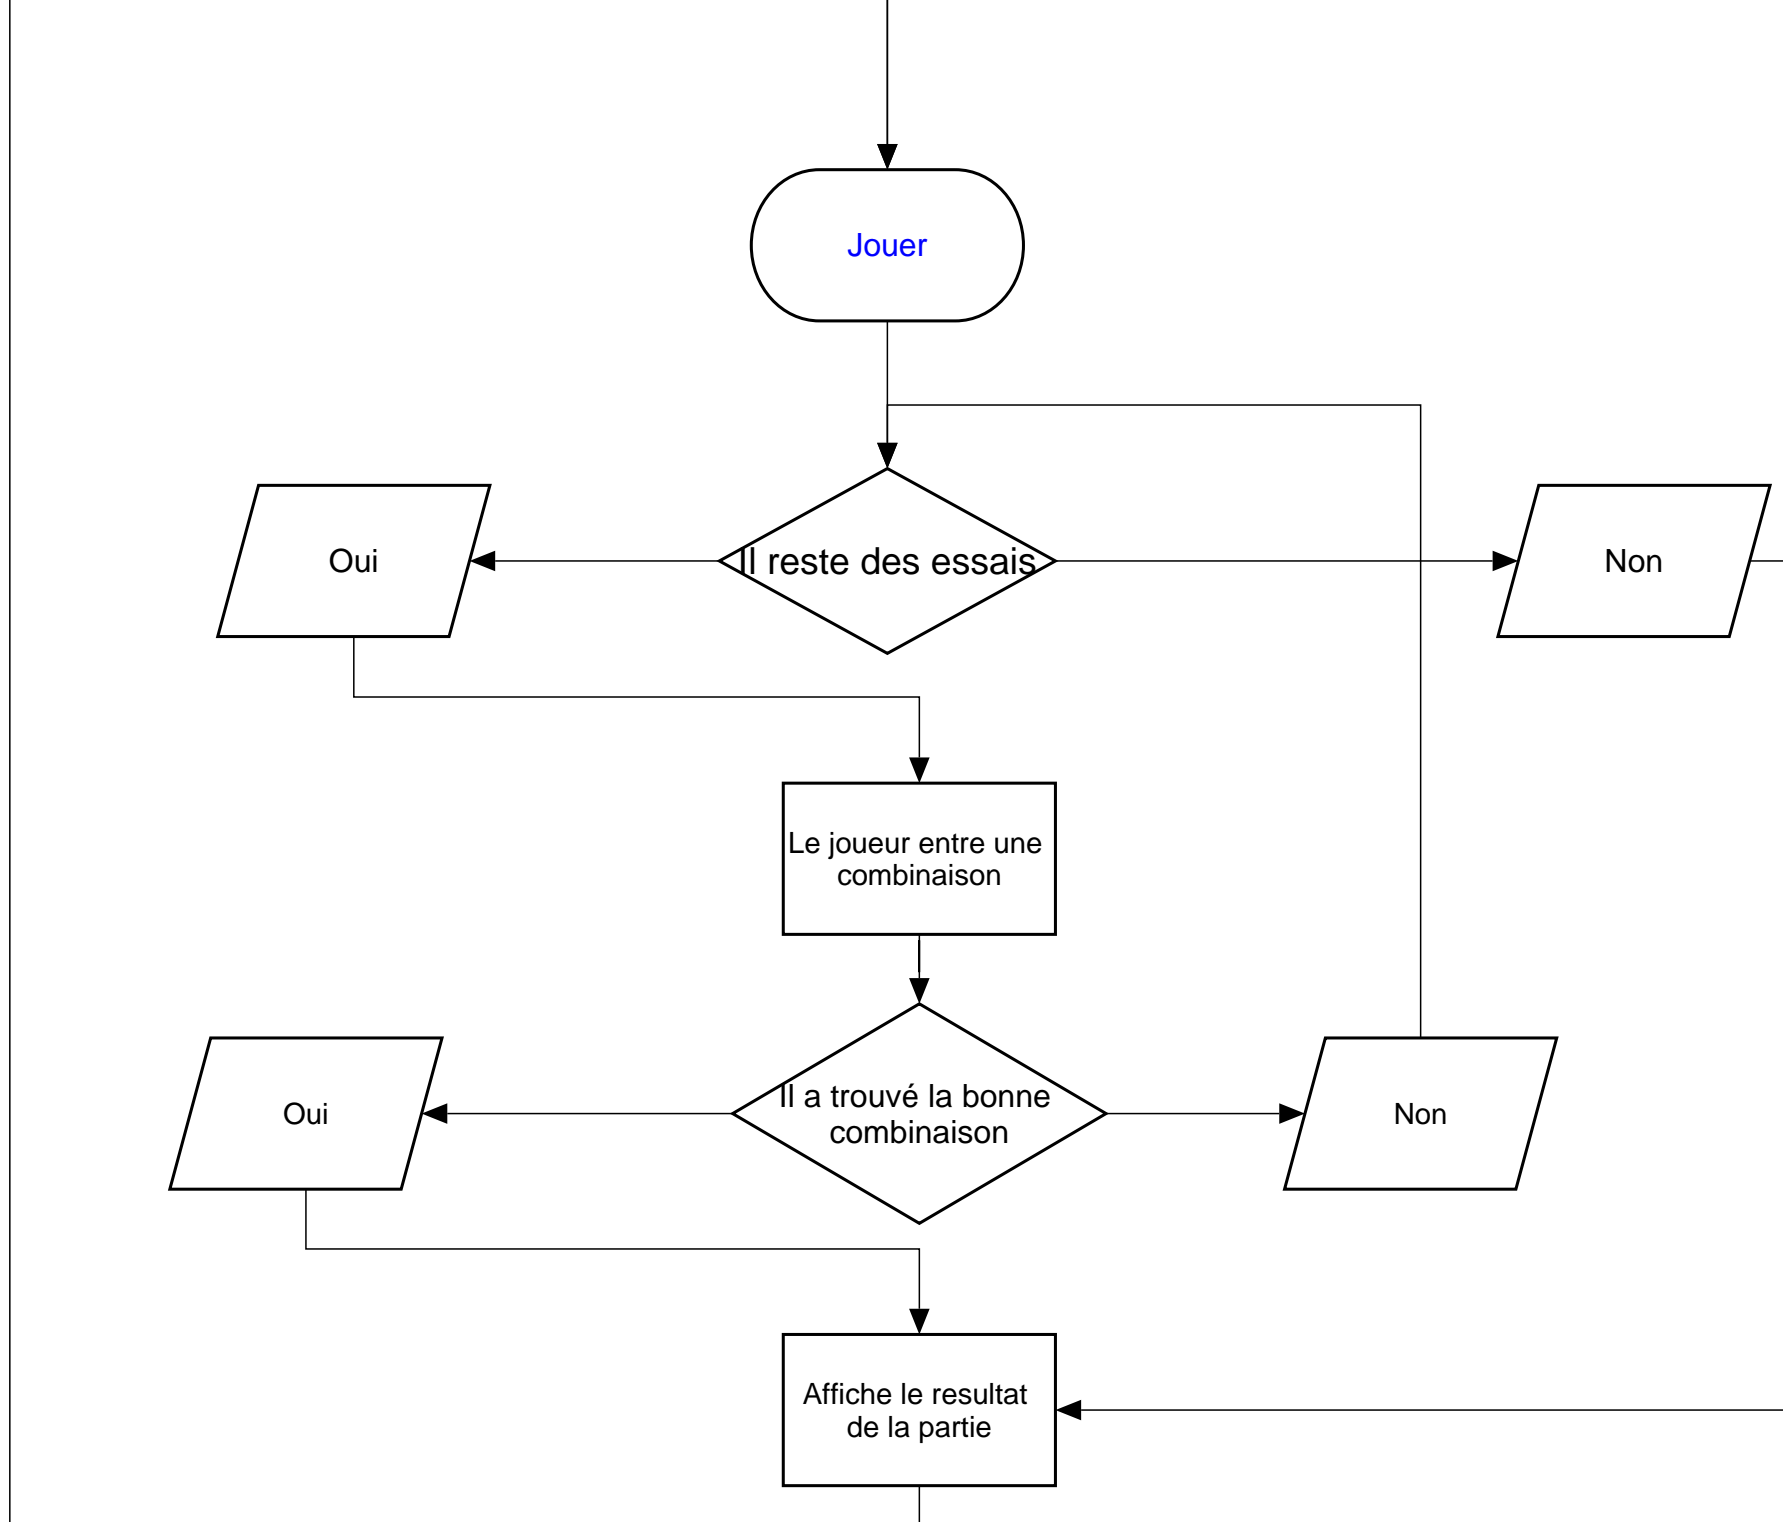 Jouer
Oui
Il reste des essais
Non
Le joueur entre une
combinaison
Oui
Il a trouvé la bonne
combinaison
Non
Affiche le resultat
de la partie